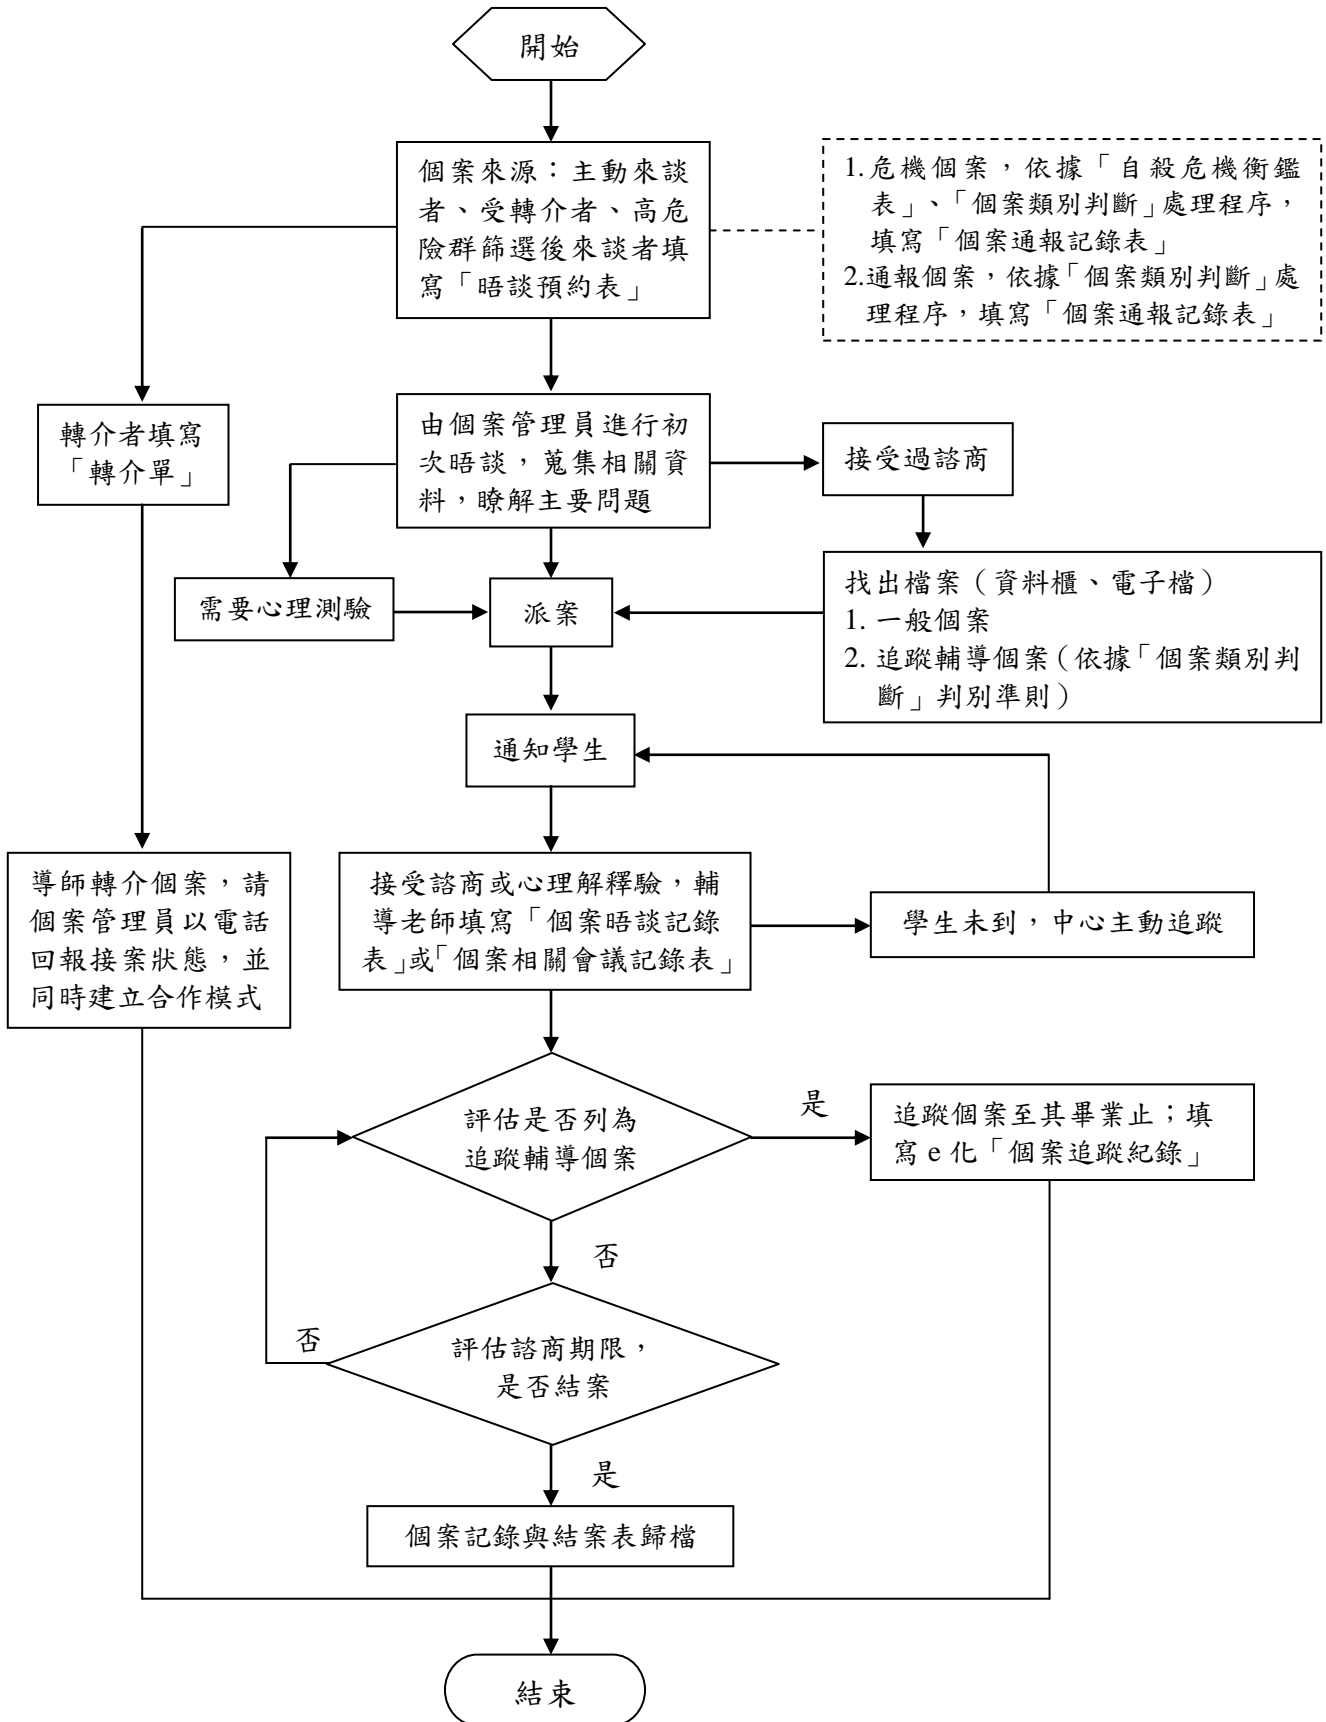 開始
個案來源：主動來談
者、受轉介者、高危
險群篩選後來談者填
寫「晤談預約表」
1.危機個案，依據「自殺危機衡鑑
表」、「個案類別判斷」處理程序，
填寫「個案通報記錄表」
2.通報個案，依據「個案類別判斷」處
理程序，填寫「個案通報記錄表」
轉介者填寫
「轉介單」
由個案管理員進行初
次晤談，蒐集相關資
料，瞭解主要問題
接受過諮商
需要心理測驗
派案
找出檔案（資料櫃、電子檔）
1. 一般個案
2. 追蹤輔導個案（依據「個案類別判
斷」判別準則）
通知學生
導師轉介個案，請
個案管理員以電話
回報接案狀態，並
同時建立合作模式
接受諮商或心理解釋驗，輔
導老師填寫「個案晤談記錄
表」或「個案相關會議記錄表」
學生未到，中心主動追蹤
評估是否列為
追蹤輔導個案
是
追蹤個案至其畢業止；填
寫 e 化「個案追蹤紀錄」
否
否
評估諮商期限，
是否結案
是
個案記錄與結案表歸檔
結束